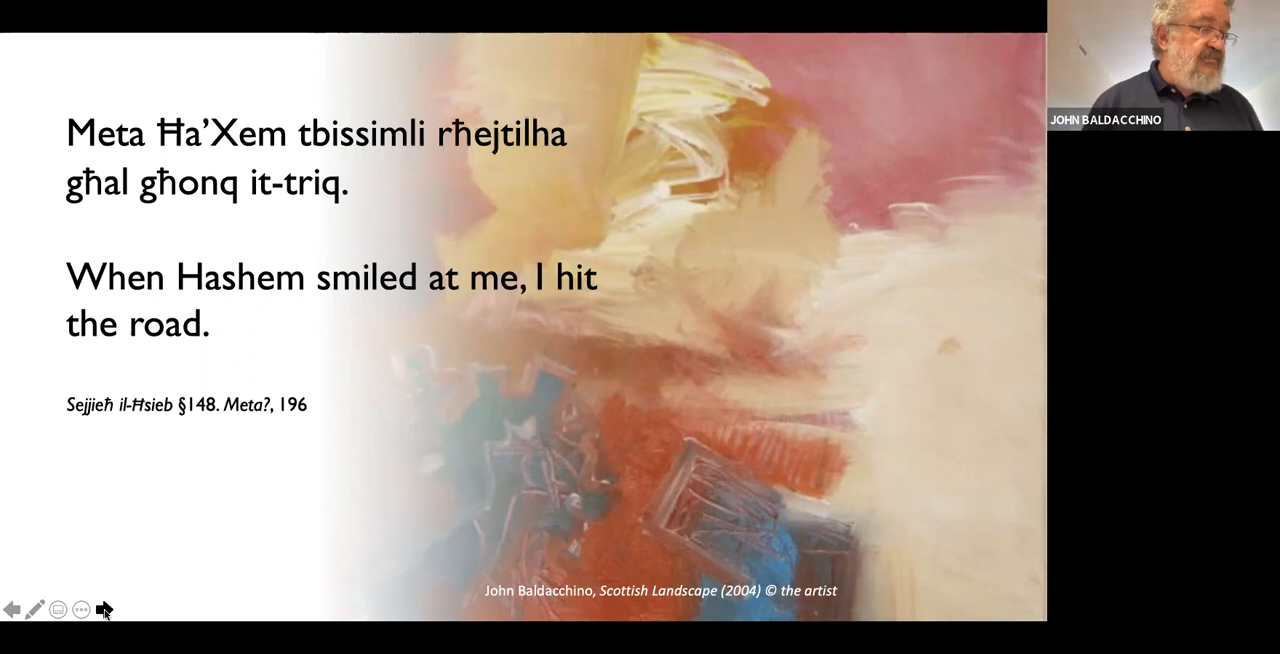 Meta Ħa’Xem tbissimli rħejtilha
għal għonq it-triq.
When Hashem smiled at me, I hit
the road.
Sejjieħ il-Ħsieb §148. Meta?, 196
John Baldacchino, Scottish Landscape (2004) © the artist
JOHN BALDACCHINO